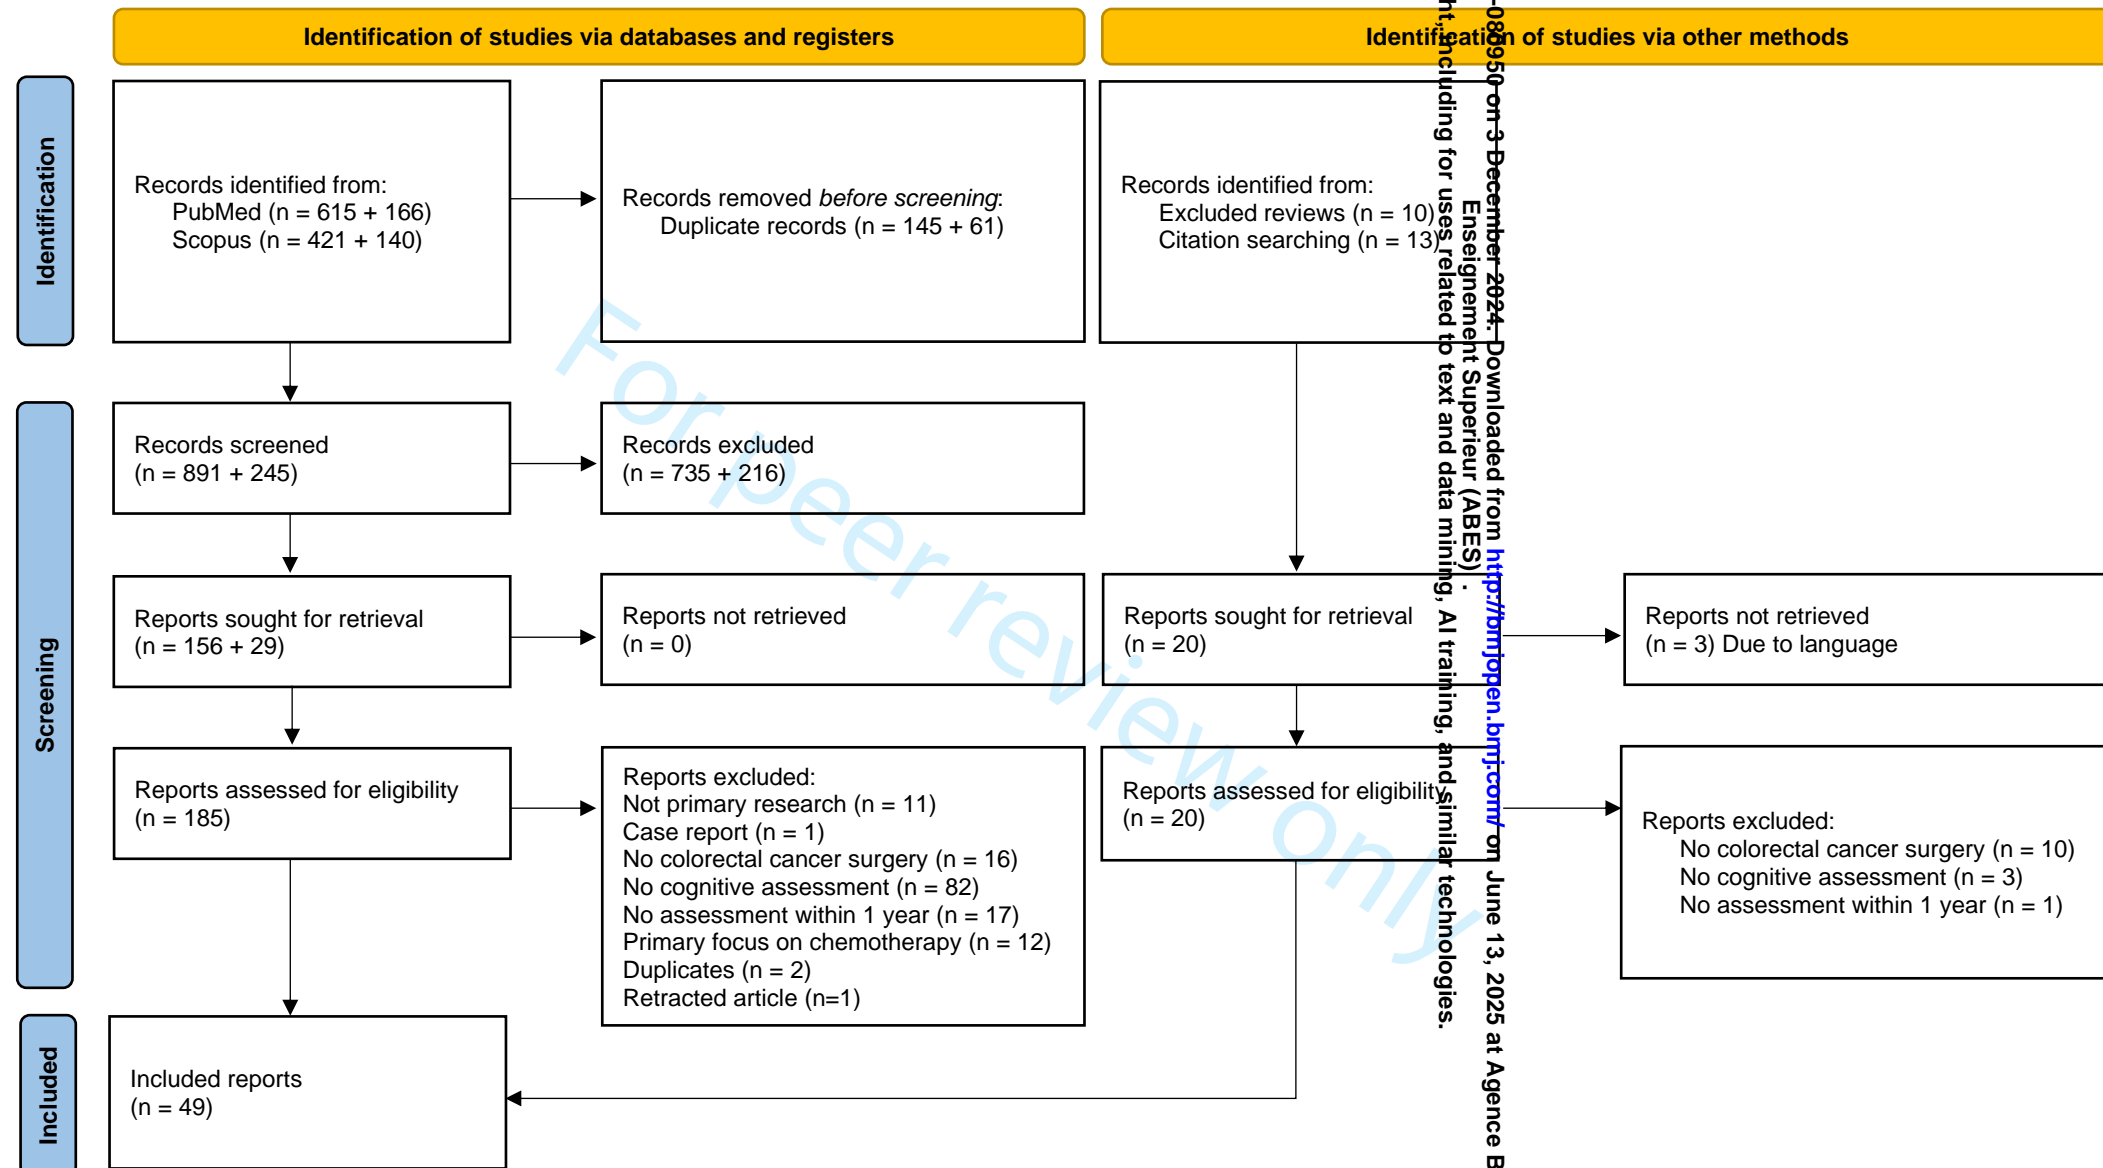 Identification of studies via databases and registers
Identification of studies via other methods
Identification
Records identified from:
PubMed (n = 615 + 166)
Scopus (n = 421 + 140)
Records removed before screening:
Duplicate records (n = 145 + 61)
Records identified from:
Excluded reviews (n = 10)
Citation searching (n = 13)
Screening
Records screened
(n = 891 + 245)
Records excluded
(n = 735 + 216)
Reports sought for retrieval
(n = 156 + 29)
Reports not retrieved
(n = 0)
Reports sought for retrieval
(n = 20)
Reports not retrieved
(n = 3) Due to language
Reports assessed for eligibility
(n = 185)
Reports excluded:
Not primary research (n = 11)
Case report (n = 1)
No colorectal cancer surgery (n = 16)
No cognitive assessment (n = 82)
No assessment within 1 year (n = 17)
Primary focus on chemotherapy (n = 12)
Duplicates (n = 2)
Retracted article (n=1)
Reports assessed for eligibility
(n = 20)
Reports excluded:
No colorectal cancer surgery (n = 10)
No cognitive assessment (n = 3)
No assessment within 1 year (n = 1)
Included
Included reports
(n = 49)
For peer review only
on 3 December 2024. Downloaded from http://bmjopen.bmj.com/ on June 13, 2025 at Agence B
Enseignement Superieur (ABES) .
including for uses related to text and data mining, AI training, and similar technologies.